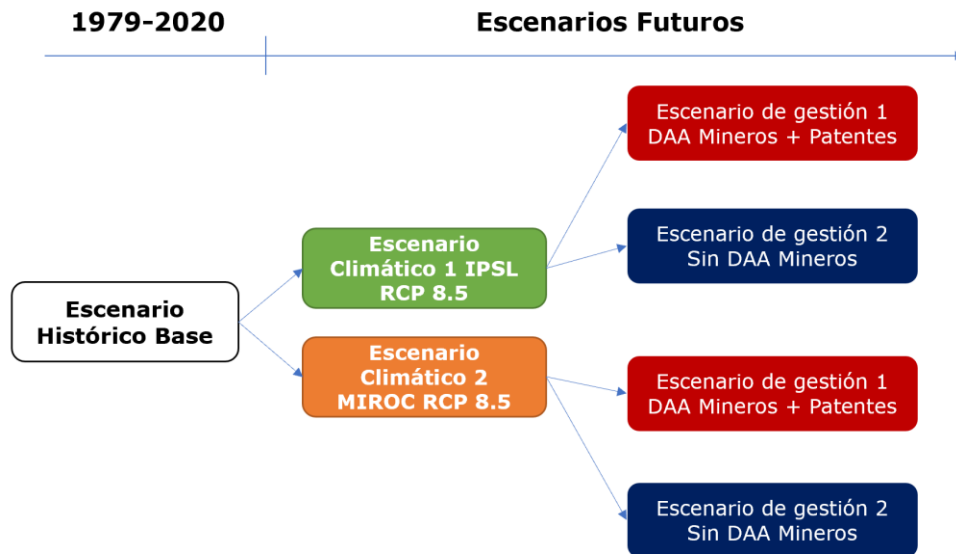 1979-2020
Escenarios Futuros
Escenario
Histórico Base
Escenario
Climático 1 IPSL
RCP 8.5
Escenario
Climático 2
MIROC RCP 8.5
Escenario de gestión 1
DAA Mineros + Patentes
Escenario de gestión 2
Sin DAA Mineros
Escenario de gestión 1
DAA Mineros + Patentes
Escenario de gestión 2
Sin DAA Mineros